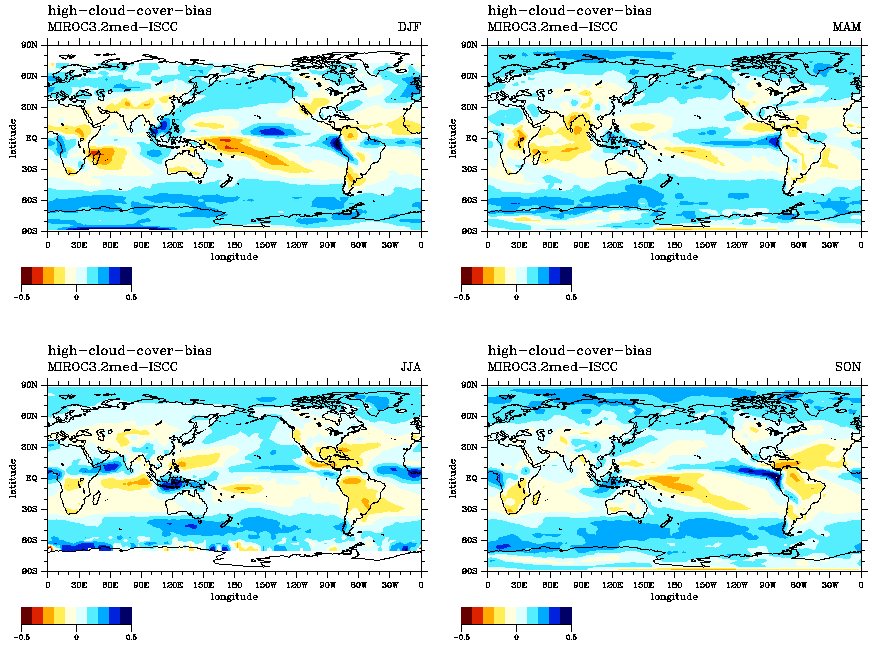 high-cloud-cover-bias
MIROC3.2med-ISCC DJF
90N
60N
30N
EQ
30S
60S
90S
latitude
0 30E 60E 90E 120E 150E 180 150W 120W 90W 60W 30W 0
longitude
-0.5 0 0.5
high-cloud-cover-bias
MIROC3.2med-ISCC MAM
90N
60N
30N
EQ
30S
60S
90S
latitude
0 30E 60E 90E 120E 150E 180 150W 120W 90W 60W 30W 0
longitude
-0.5 0 0.5
high-cloud-cover-bias
MIROC3.2med-ISCC JJA
90N
60N
30N
EQ
30S
60S
90S
latitude
0 30E 60E 90E 120E 150E 180 150W 120W 90W 60W 30W 0
longitude
-0.5 0 0.5
high-cloud-cover-bias
MIROC3.2med-ISCC SON
90N
60N
30N
EQ
30S
60S
90S
latitude
0 30E 60E 90E 120E 150E 180 150W 120W 90W 60W 30W 0
longitude
-0.5 0 0.5